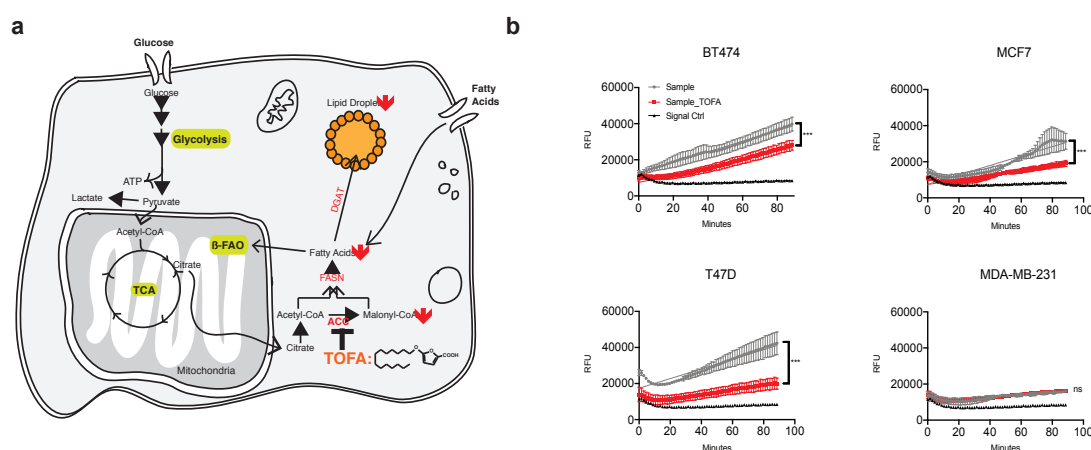 a
Glucose
Glucose
Glycolysis
ATP
Lactate
Pyruvate
Acetyl-CoA
Citrate
TCA
Mitochondria
ß-FAO
Lipid Droplet
Fatty
Acids
DGAT
Fatty Acids
FASN
Acetyl-CoA
ACC
Malonyl-CoA
Citrate
TOFA:
O
O
COOH
b
BT474
60000
40000
20000
0
RFU
Sample
Sample_TOFA
Signal Ctrl
***
0 20 40 60 80 100
Minutes
MCF7
60000
40000
20000
0
RFU
***
0 20 40 60 80 100
Minutes
T47D
60000
40000
20000
0
RFU
***
0 20 40 60 80 100
Minutes
MDA-MB-231
60000
40000
20000
0
RFU
ns
0 20 40 60 80 100
Minutes